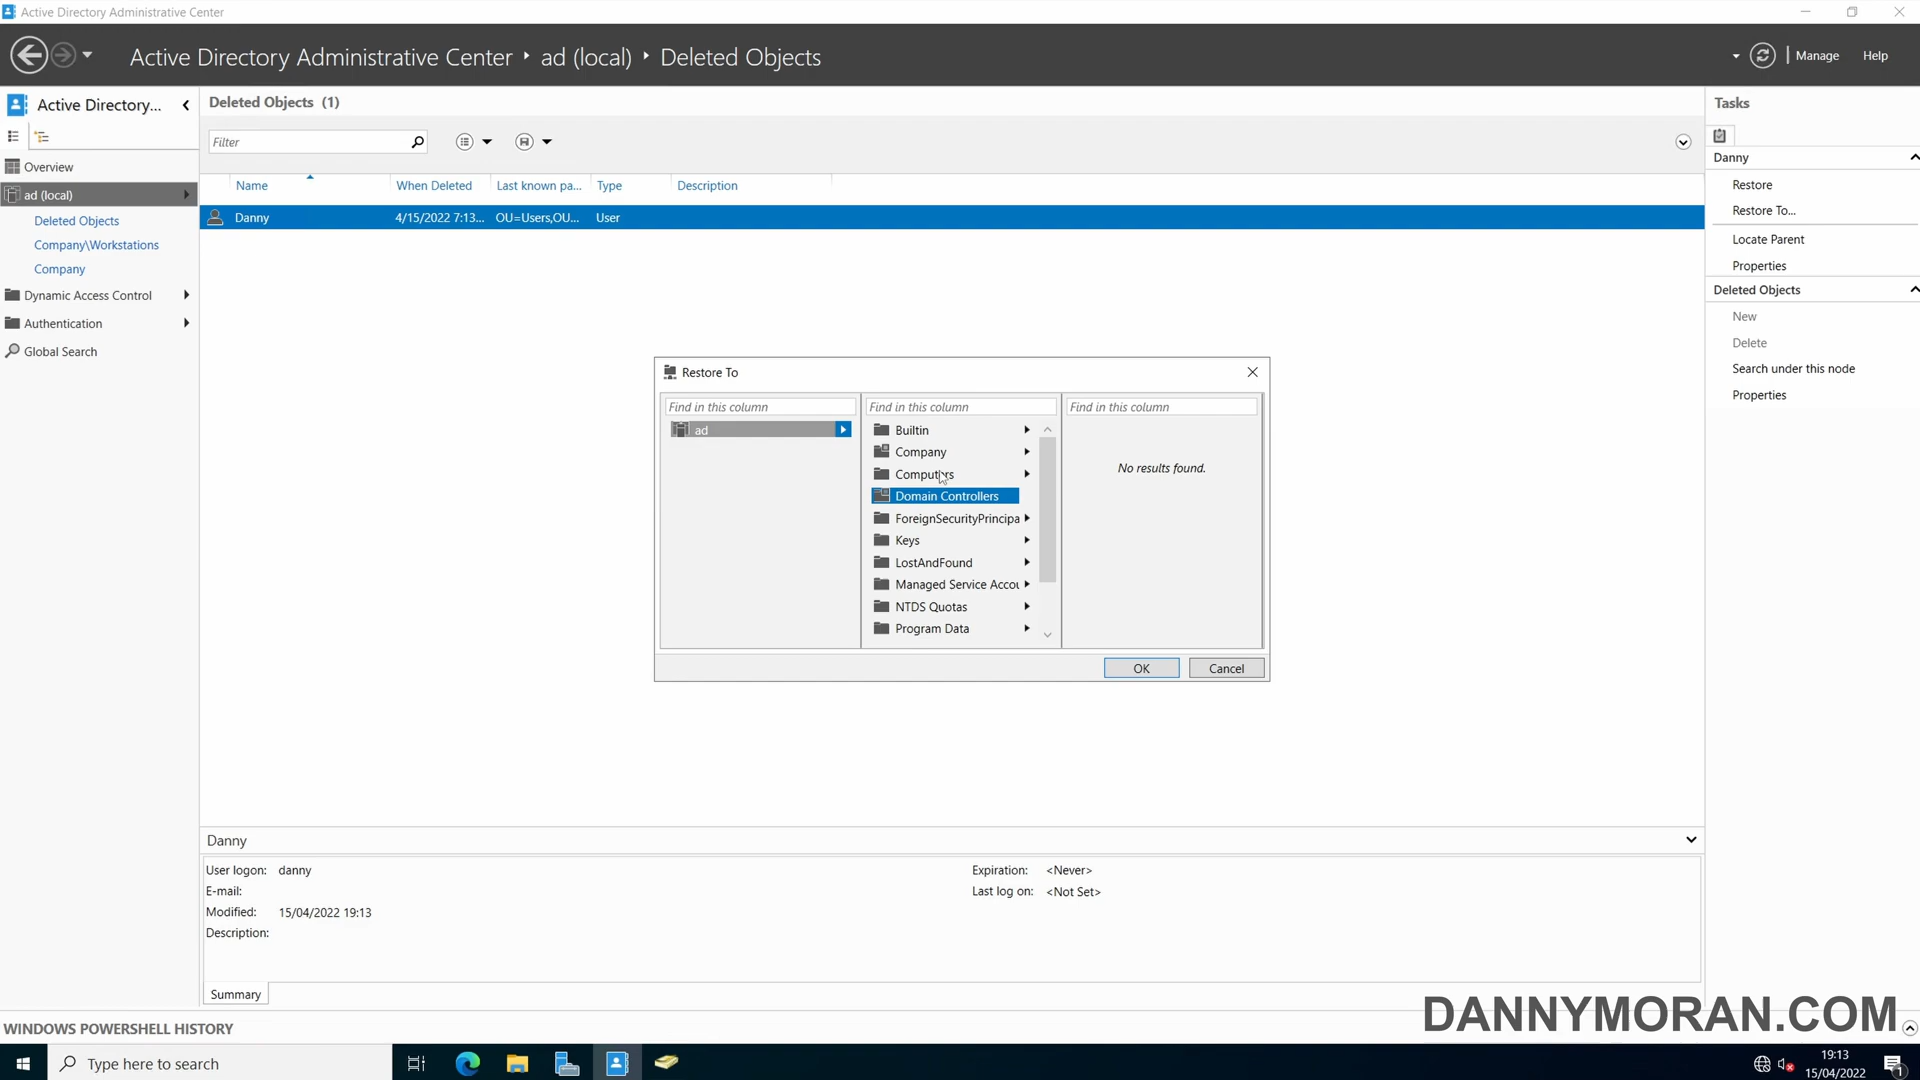 Active Directory Administrative Center
Active Directory Administrative Center ad (local) Deleted Objects
Manage
Help
Active Directory...
Overview
ad (local)
Deleted Objects
Company\Workstations
Company
Dynamic Access Control
Authentication
Global Search
Deleted Objects (1)
Filter
Name When Deleted Last known pa... Type Description
Danny 4/15/2022 7:13... OU=Users,OU... User
Restore To
Find in this column
ad
Find in this column
Builtin
Company
Computers
Domain Controllers
ForeignSecurityPrincipa
Keys
LostAndFound
Managed Service Accou
NTDS Quotas
Program Data
Find in this column
No results found.
OK
Cancel
Tasks
Danny
Restore
Restore To...
Locate Parent
Properties
Deleted Objects
New
Delete
Search under this node
Properties
Danny
User logon: danny
E-mail:
Modified: 15/04/2022 19:13
Description:
Expiration: <Never>
Last log on: <Not Set>
Summary
DANNYMORAN.COM
WINDOWS POWERSHELL HISTORY
Type here to search
19:13
15/04/2022
1